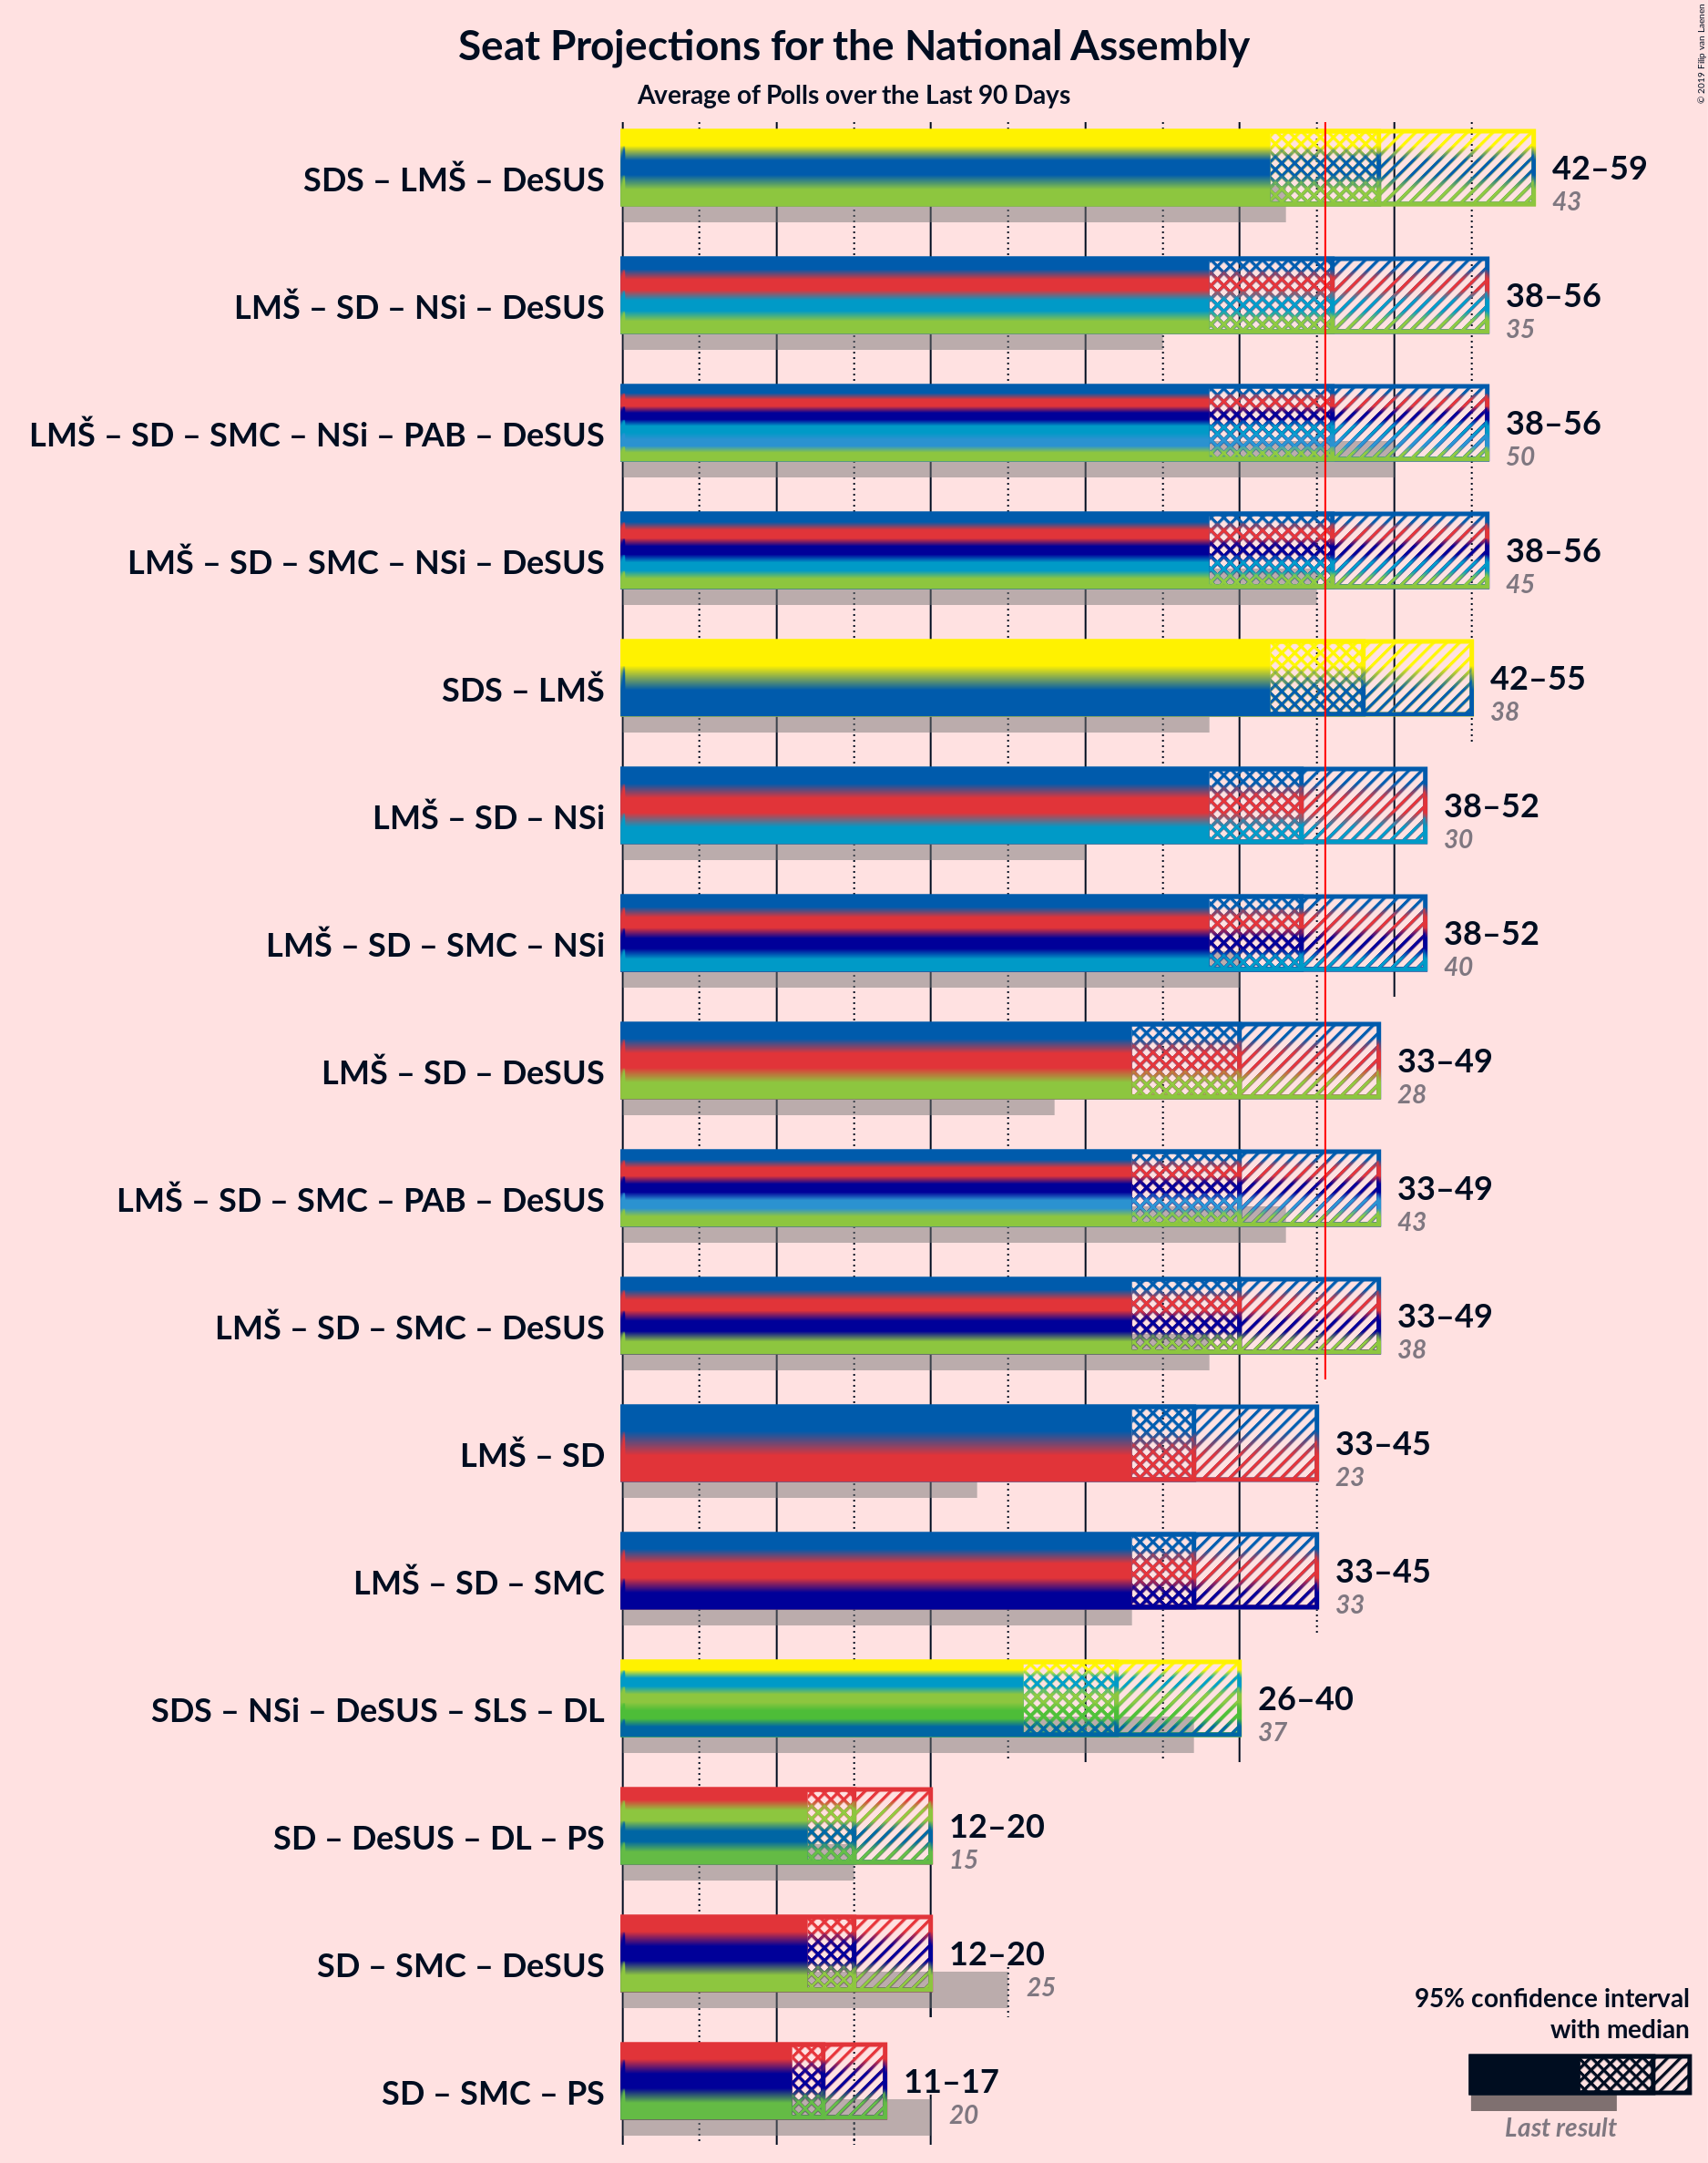 Seat Projections for the National Assembly
Average of Polls over the Last 90 Days
© 2019 Filip van Laenen
SDS – LMŠ – DeSUS
42–59
43
LMŠ – SD – NSi – DeSUS
38–56
35
LMŠ – SD – SMC – NSi – PAB – DeSUS
38–56
50
LMŠ – SD – SMC – NSi – DeSUS
38–56
45
SDS – LMŠ
42–55
38
LMŠ – SD – NSi
38–52
30
LMŠ – SD – SMC – NSi
38–52
40
LMŠ – SD – DeSUS
33–49
28
LMŠ – SD – SMC – PAB – DeSUS
33–49
43
LMŠ – SD – SMC – DeSUS
33–49
38
LMŠ – SD
33–45
23
LMŠ – SD – SMC
33–45
33
SDS – NSi – DeSUS – SLS – DL
26–40
37
SD – DeSUS – DL – PS
12–20
15
SD – SMC – DeSUS
12–20
25
SD – SMC – PS
11–17
20
95% confidence interval
with median
Last result